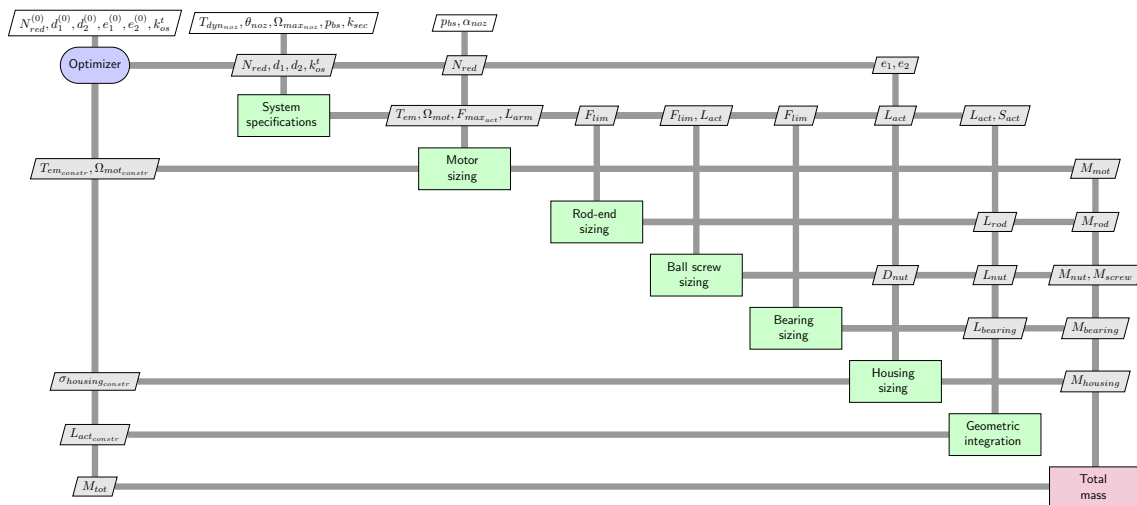 N_{red}^{(0)}, d_1^{(0)}, d_2^{(0)}, e_1^{(0)}, e_2^{(0)}, k_{os}^t
T_{dyn_{noz}}, θ_{noz}, Ω_{max_{noz}}, p_{bs}, k_{sec}
p_{bs}, α_{noz}
Optimizer
N_{red}, d_1, d_2, k_{os}^t
N_{red}
e_1, e_2
System
specifications
T_{em}, Ω_{mot}, F_{max_{act}}, L_{arm}
F_{lim}
F_{lim}, L_{act}
F_{lim}
L_{act}
L_{act}, S_{act}
T_{em_{constr}}, Ω_{mot_{constr}}
Motor
sizing
M_{mot}
Rod-end
sizing
L_{rod}
M_{rod}
Ball screw
sizing
D_{nut}
L_{nut}
M_{nut}, M_{screw}
Bearing
sizing
L_{bearing}
M_{bearing}
σ_{housing_{constr}}
Housing
sizing
M_{housing}
L_{act_{constr}}
Geometric
integration
M_{tot}
Total
mass